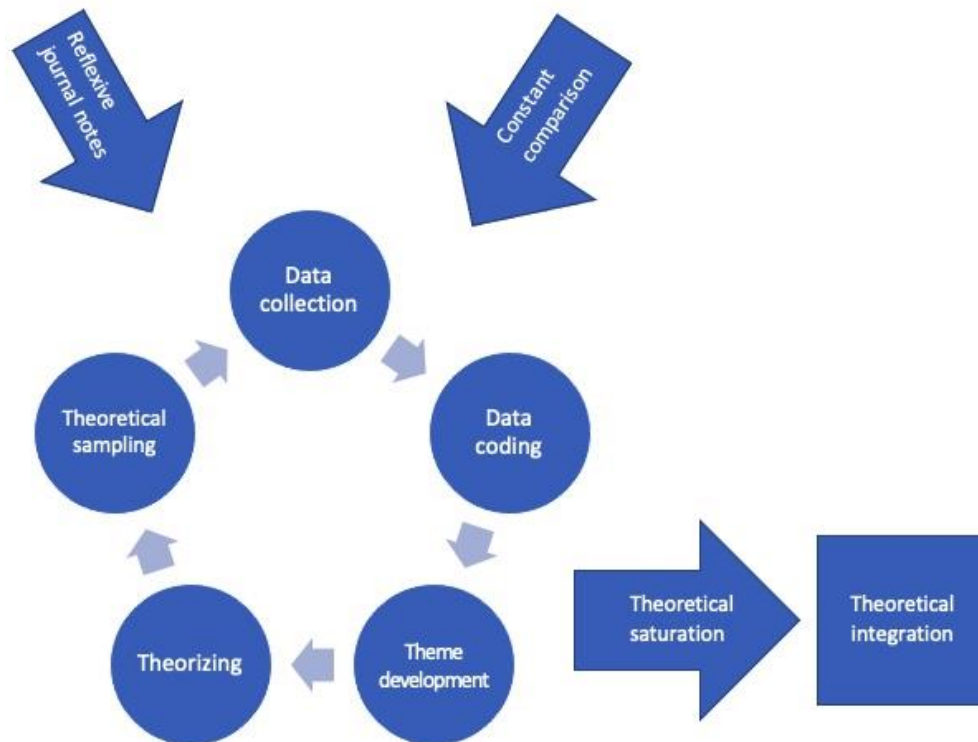 Reflexive
journal notes
Constant
comparison
Data
collection
Theoretical
sampling
Data
coding
Theorizing
Theme
development
Theoretical
saturation
Theoretical
integration